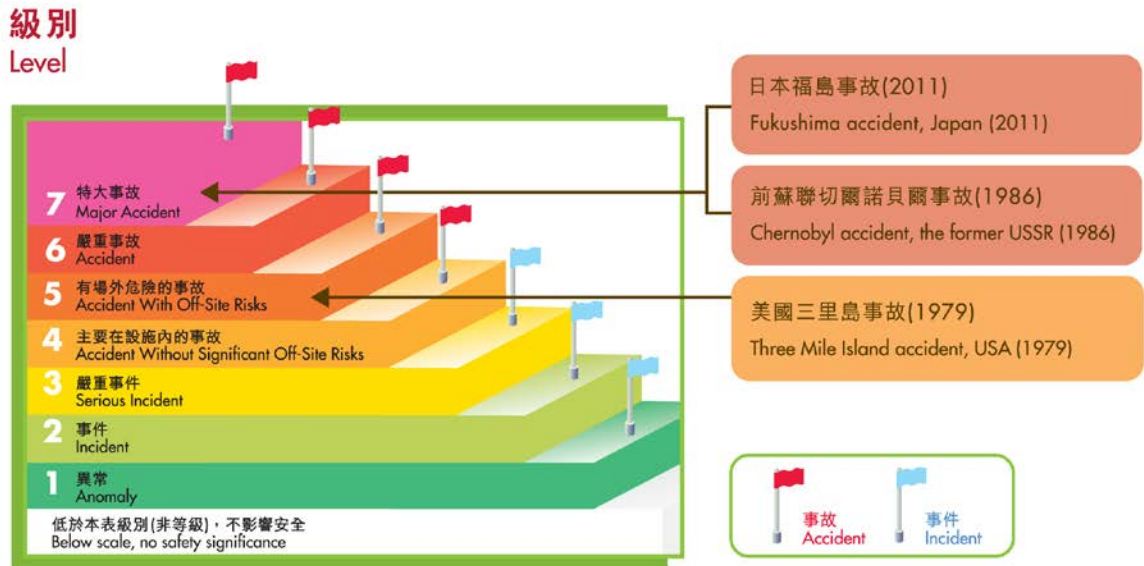 級別
Level
7
特大事故
Major Accident
6
嚴重事故
Accident
5
有場外危險的事故
Accident With Off-Site Risks
4
主要在設施內的事故
Accident Without Significant Off-Site Risks
3
嚴重事件
Serious Incident
2
事件
Incident
1
異常
Anomaly
低於本表級別(非等級)，不影響安全
Below scale, no safety significance
日本福島事故(2011)
Fukushima accident, Japan (2011)
前蘇聯切爾諾貝爾事故(1986)
Chernobyl accident, the former USSR (1986)
美國三里島事故(1979)
Three Mile Island accident, USA (1979)
事故
Accident
事件
Incident